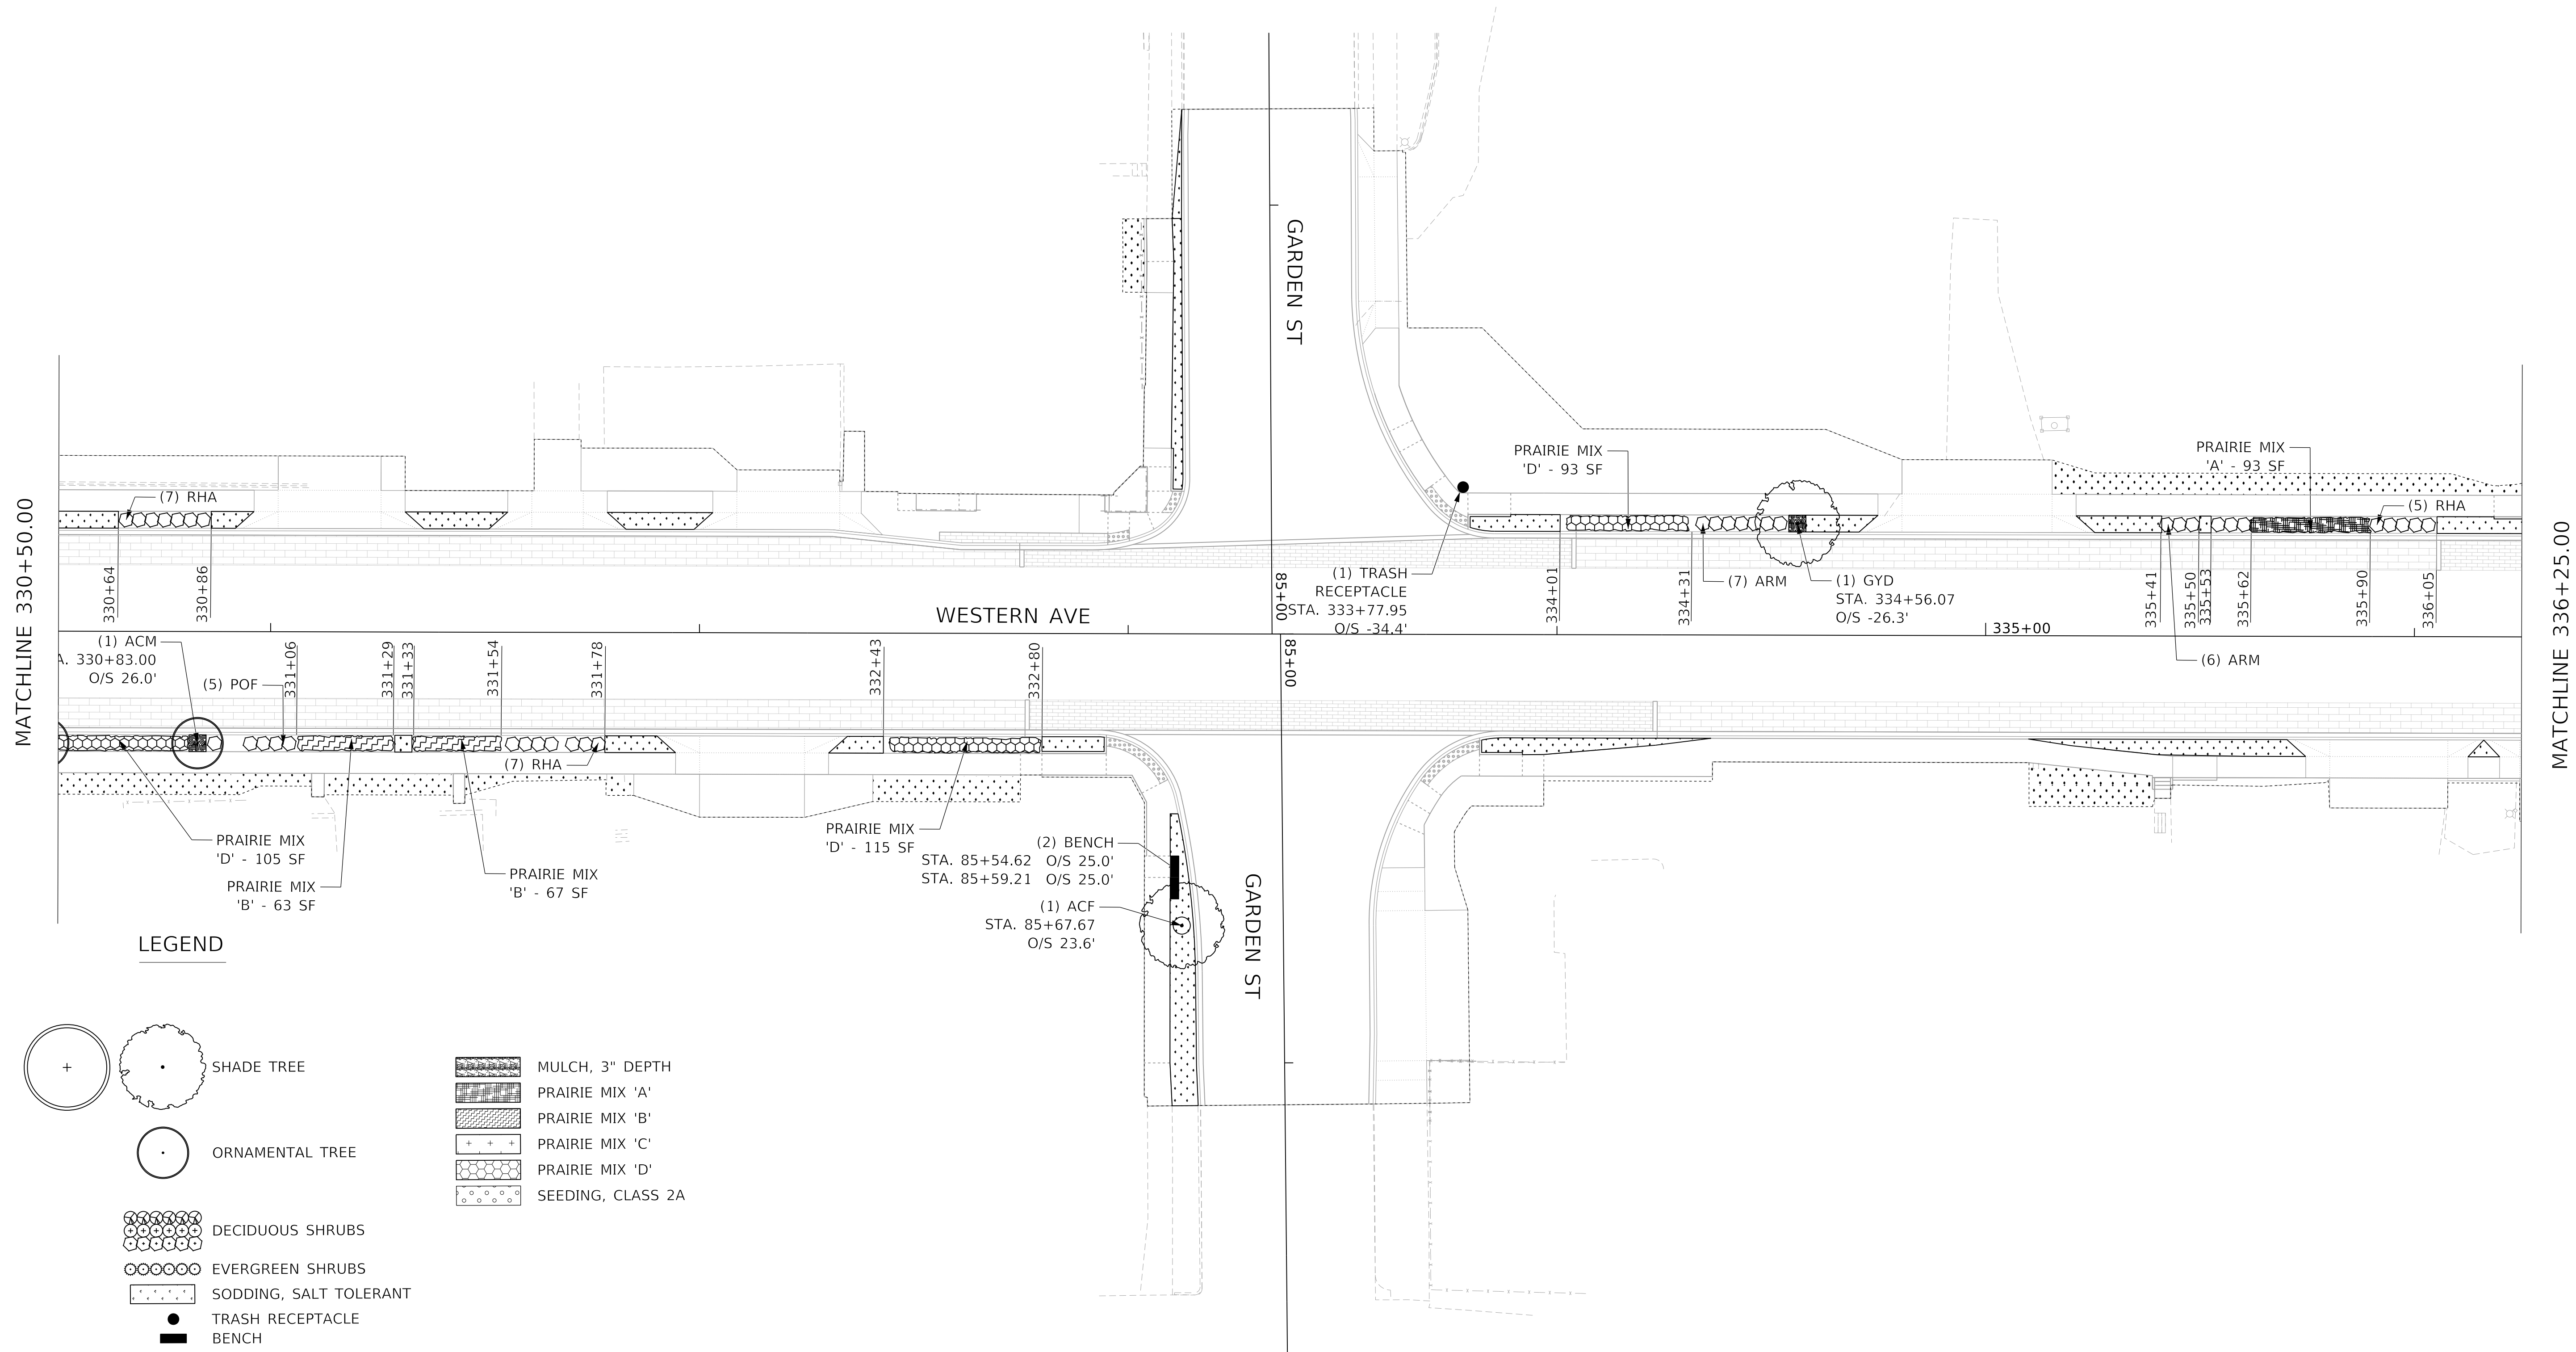 MATCHLINE 330+50.00
(7) RHA
330+64
330+86
GARDEN ST
PRAIRIE MIX
'D' - 93 SF
PRAIRIE MIX
'A' - 93 SF
(5) RHA
(1) TRASH
RECEPTACLE
STA. 333+77.95
O/S -34.4'
334+01
334+31
(7) ARM
(1) GYD
STA. 334+56.07
O/S -26.3'
335+41
335+50
335+53
335+62
335+90
336+05
MATCHLINE 336+25.00
WESTERN AVE
85+00
85+00
335+00
(6) ARM
(1) ACM
A. 330+83.00
O/S 26.0'
(5) POF
331+06
331+29
331+33
331+54
331+78
332+43
332+80
(7) RHA
PRAIRIE MIX
'D' - 105 SF
PRAIRIE MIX
'B' - 63 SF
PRAIRIE MIX
'B' - 67 SF
PRAIRIE MIX
'D' - 115 SF
(2) BENCH
STA. 85+54.62 O/S 25.0'
STA. 85+59.21 O/S 25.0'
(1) ACF
STA. 85+67.67
O/S 23.6'
GARDEN ST
LEGEND
SHADE TREE
ORNAMENTAL TREE
DECIDUOUS SHRUBS
EVERGREEN SHRUBS
SODDING, SALT TOLERANT
TRASH RECEPTACLE
BENCH
MULCH, 3" DEPTH
PRAIRIE MIX 'A'
PRAIRIE MIX 'B'
PRAIRIE MIX 'C'
PRAIRIE MIX 'D'
SEEDING, CLASS 2A